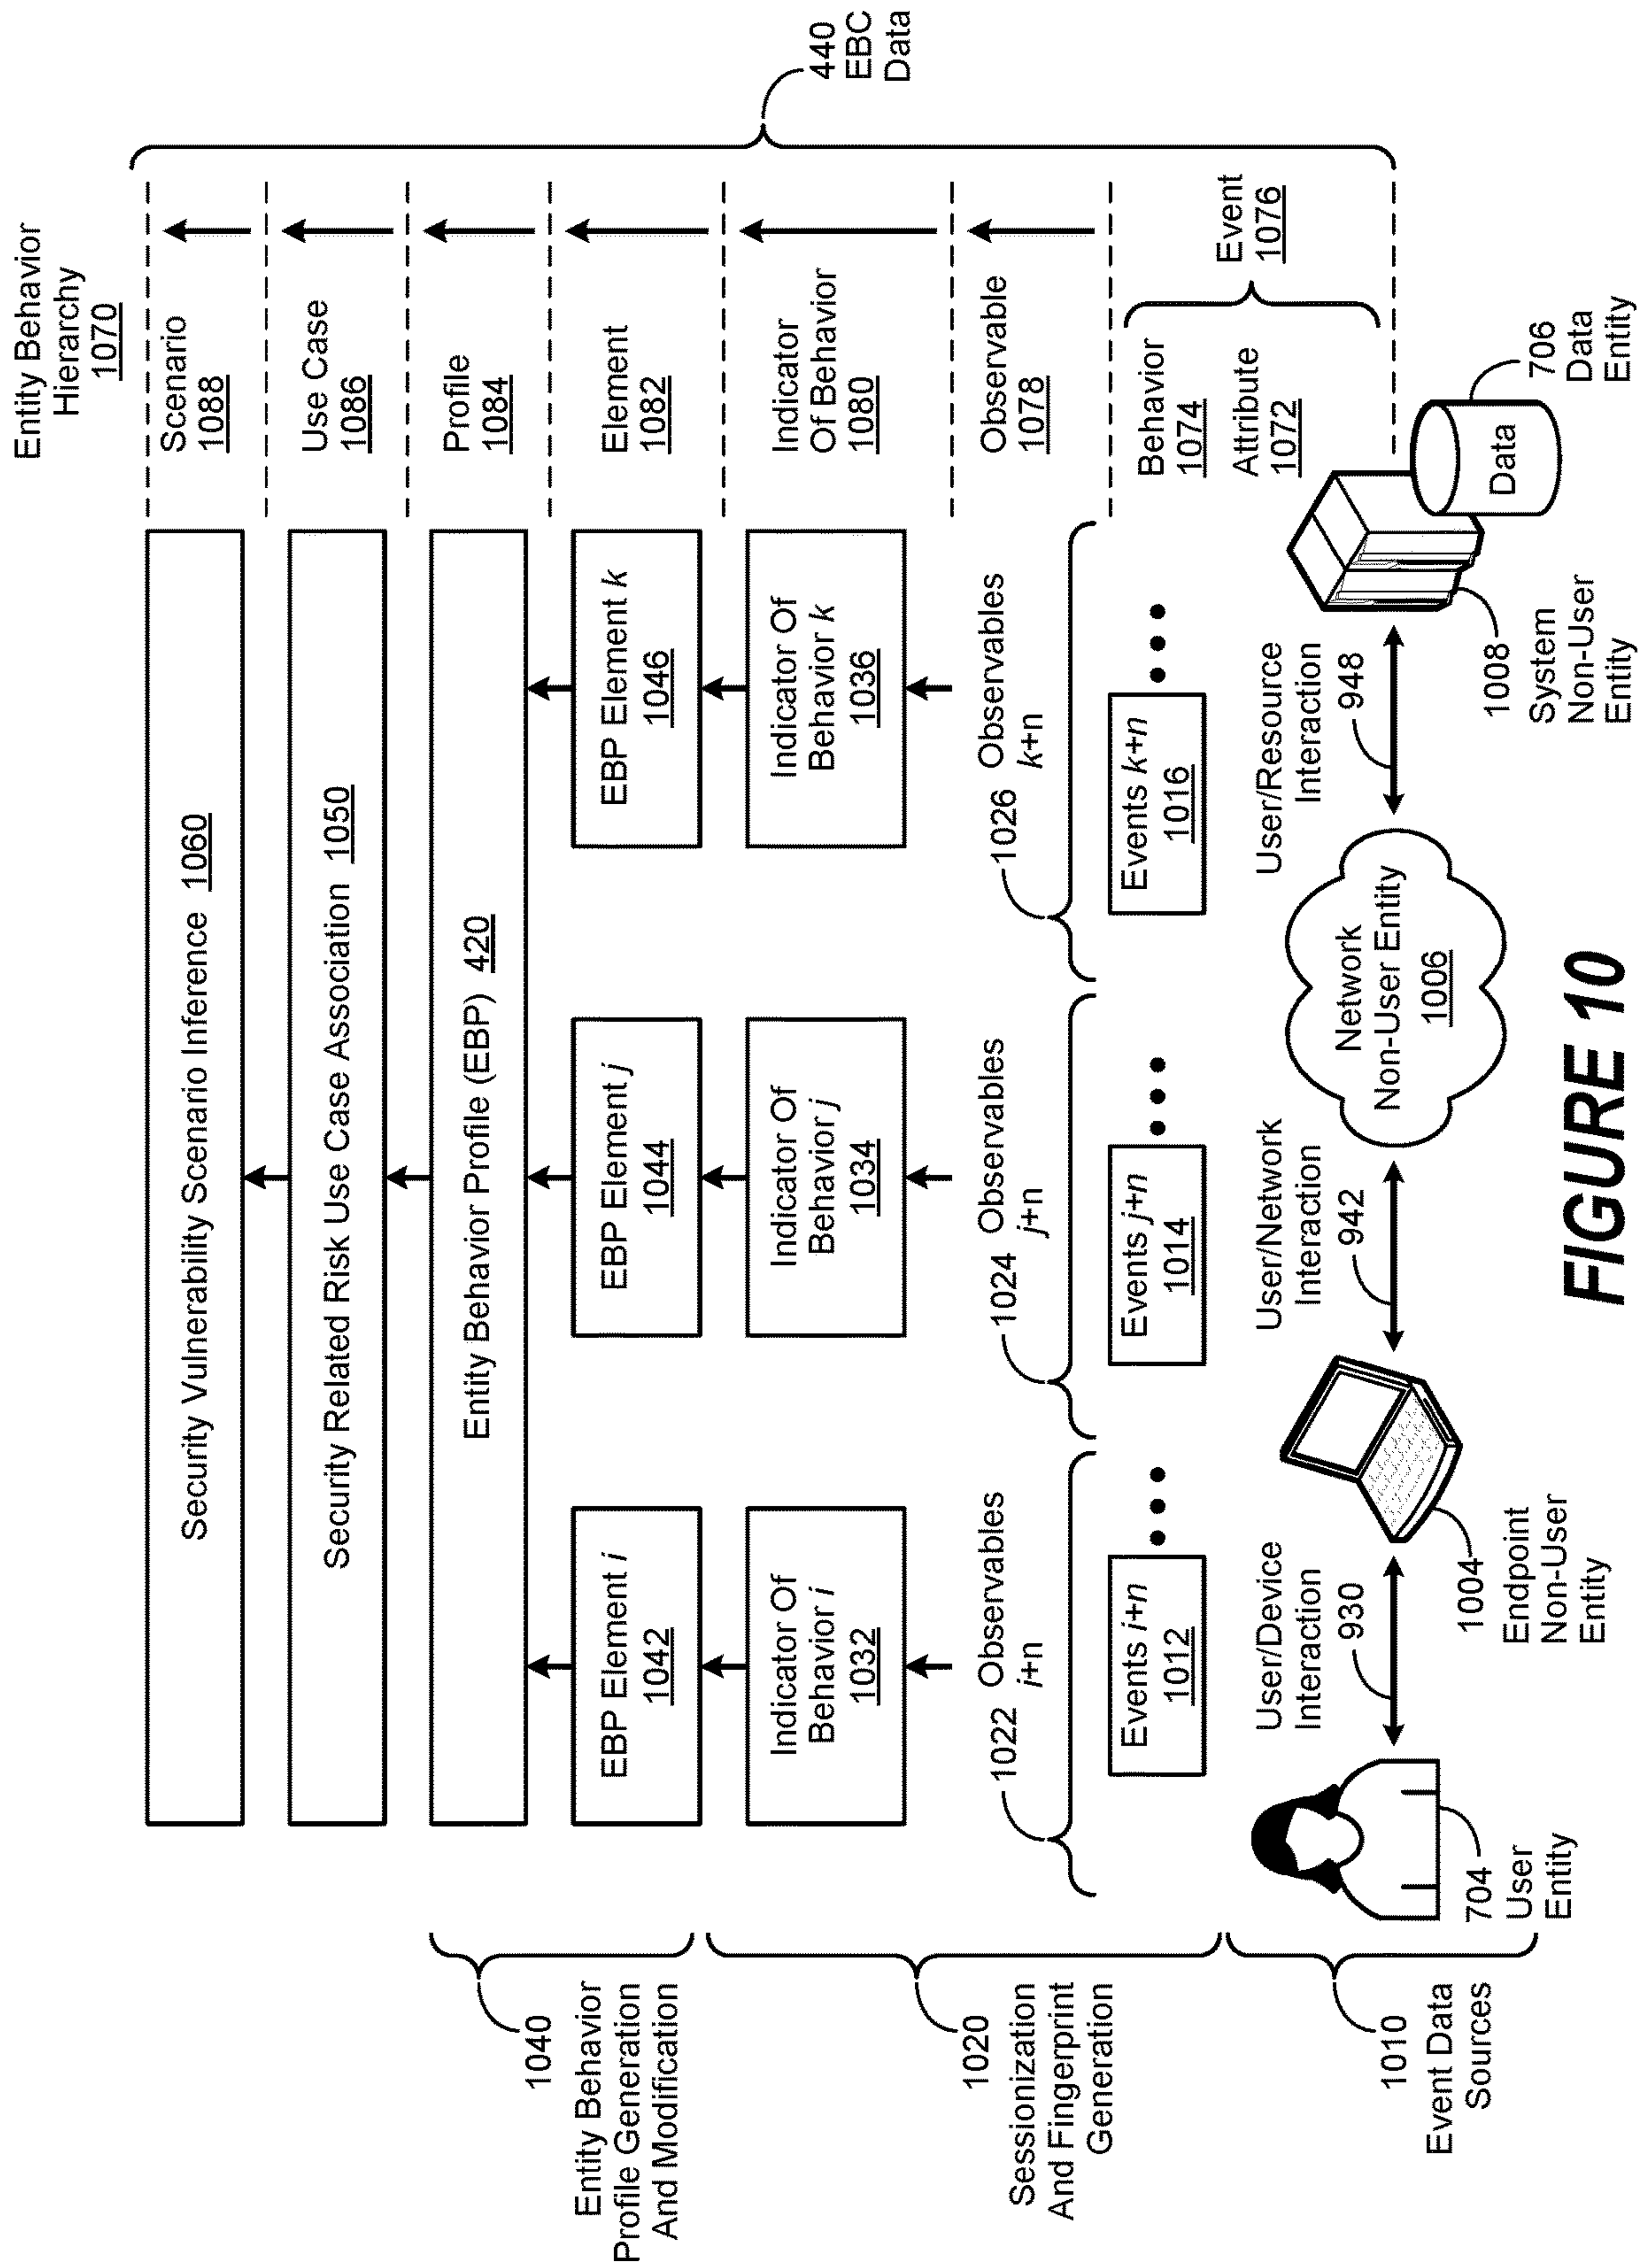 Entity Behavior
Hierarchy
1070
Security Vulnerability Scenario Inference 1060
Scenario
1088
Security Related Risk Use Case Association 1050
Use Case
1086
1040
Entity Behavior
Profile Generation
And Modification
Entity Behavior Profile (EBP) 420
Profile
1084
EBP Element i
1042
EBP Element j
1044
EBP Element k
1046
Element
1082
Indicator Of
Behavior i
1032
Indicator Of
Behavior j
1034
Indicator Of
Behavior k
1036
Indicator
Of Behavior
1080
440
EBC
Data
1020
Sessionization
And Fingerprint
Generation
1022
Observables
i+n
1024
Observables
j+n
1026
Observables
k+n
Observable
1078
Events i+n
1012
Events j+n
1014
Events k+n
1016
Behavior
1074
Attribute
1072
Event
1076
1010
Event Data
Sources
User/Device
Interaction
930
User/Network
Interaction
942
Network
Non-User Entity
1006
User/Resource
Interaction
948
Data
704
User
Entity
1004
Endpoint
Non-User
Entity
1008
System
Non-User
Entity
706
Data
Entity
FIGURE 10